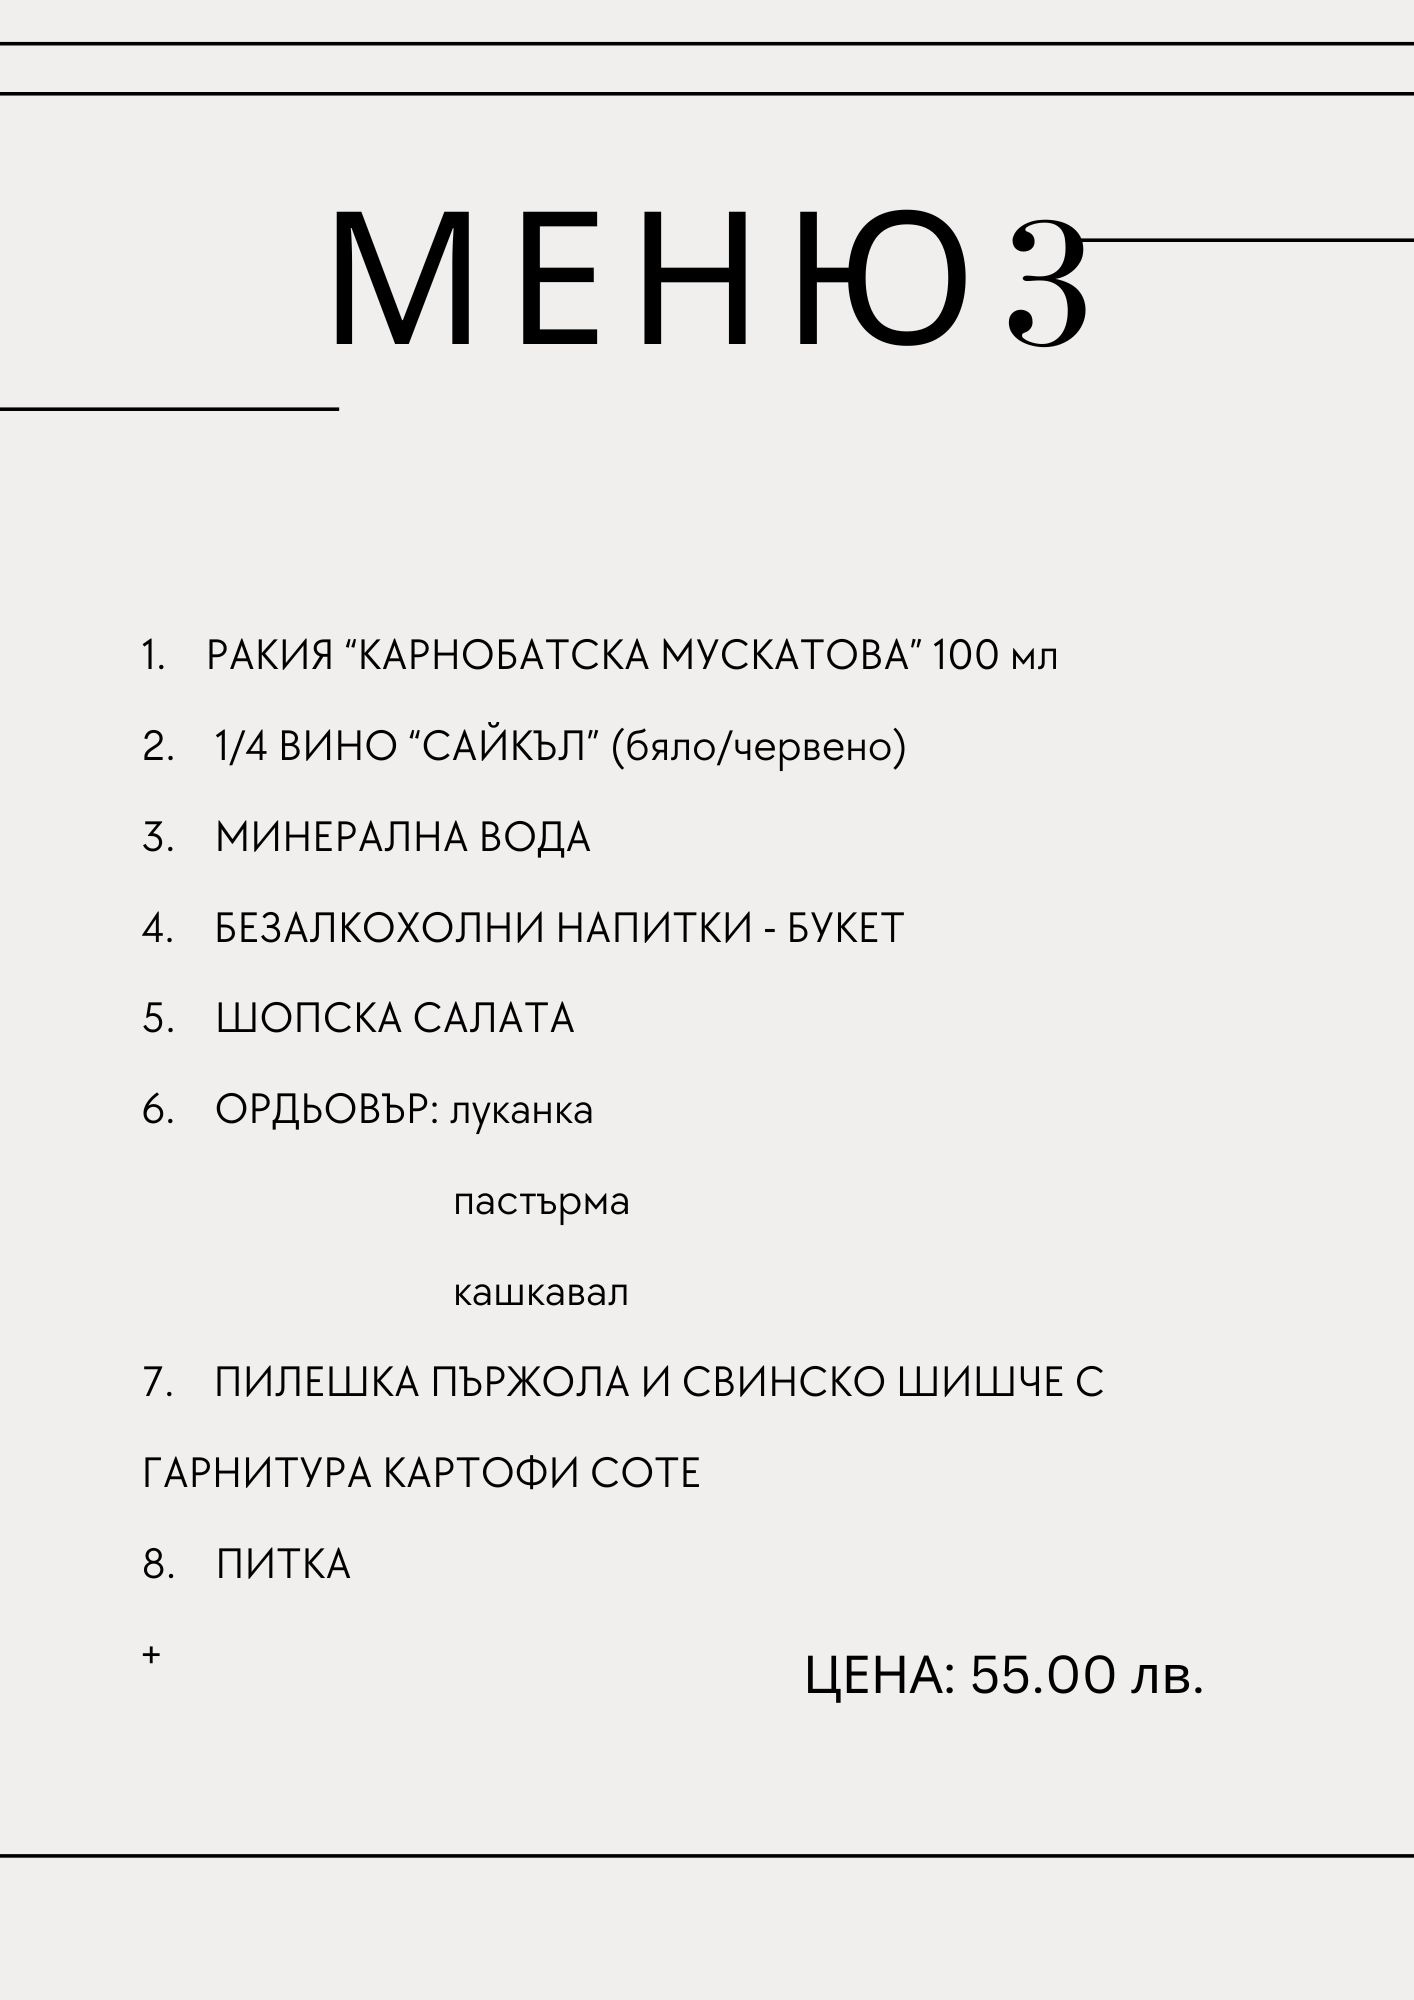 МЕНЮ3
1. РАКИЯ “КАРНОБАТСКА МУСКАТОВА” 100 мл
2. 1/4 ВИНО “САЙКЪЛ” (бяло/червено)
3. МИНЕРАЛНА ВОДА
4. БЕЗАЛКОХОЛНИ НАПИТКИ - БУКЕТ
5. ШОПСКА САЛАТА
6. ОРДЬОВЪР: луканка
пастърма
кашкавал
7. ПИЛЕШКА ПЪРЖОЛА И СВИНСКО ШИШЧЕ С
ГАРНИТУРА КАРТОФИ СОТЕ
8. ПИТКА
+
ЦЕНА: 55.00 лв.